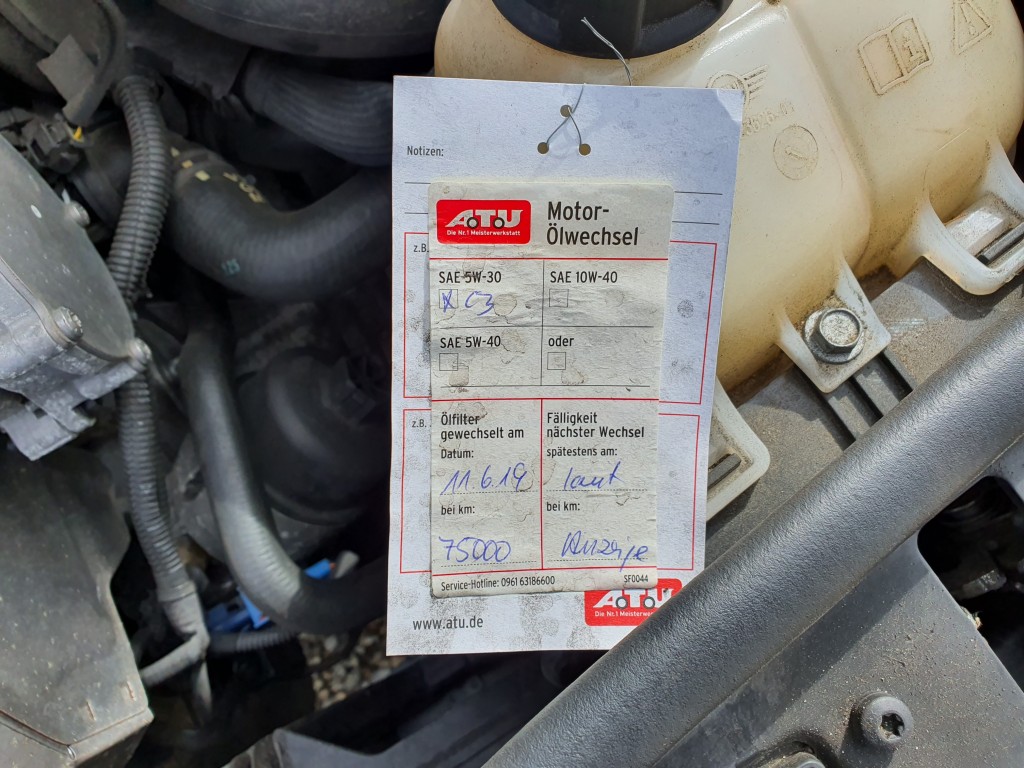 Notizen:
ATU
Die Nr.1 Meisterwerkstatt
Motor-
Ölwechsel
z.B.
SAE 5W-30
SAE 10W-40
X C3
SAE 5W-40
oder
z.B.
Ölfilter
gewechselt am
Fälligkeit
nächster Wechsel
Datum:
spätestens am:
11.6.19
laut
bei km:
bei km:
75000
Anzeige
Service-Hotline: 0961 63186600
SF0044
ATU
Die Nr.1 Meisterwerkstatt
www.atu.de